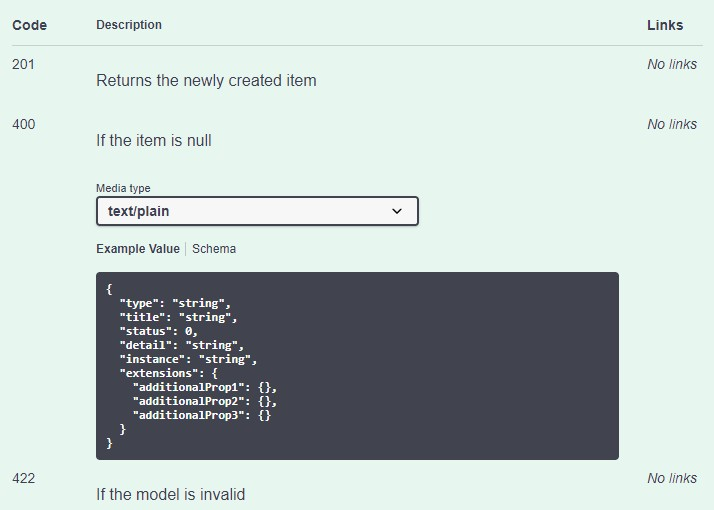 Code Description Links
201 No links
Returns the newly created item
400 No links
If the item is null
Media type
text/plain
Example Value Schema
{
  "type": "string",
  "title": "string",
  "status": 0,
  "detail": "string",
  "instance": "string",
  "extensions": {
    "additionalProp1": {},
    "additionalProp2": {},
    "additionalProp3": {}
  }
}
422 No links
If the model is invalid